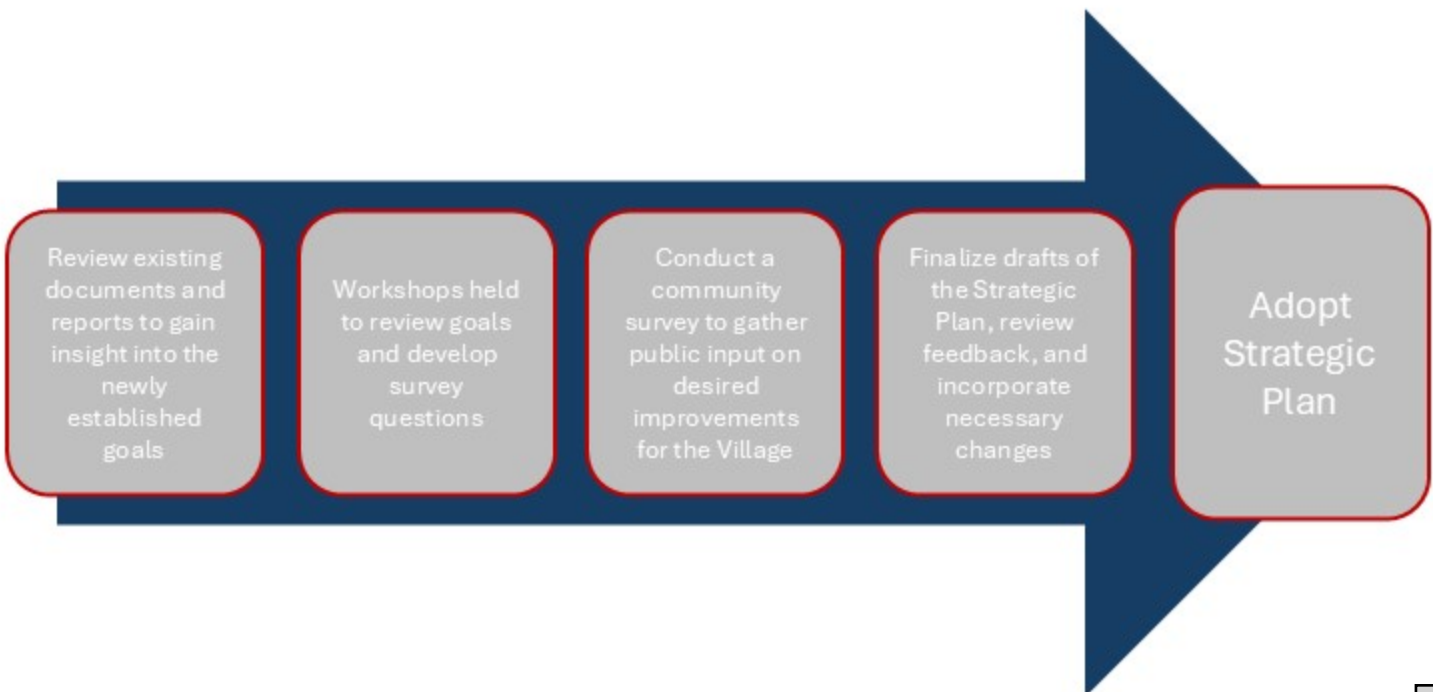 Review existing
documents and
reports to gain
insight into the
newly
established
goals
Workshops held
to review goals
and develop
survey
questions
Conduct a
community
survey to gather
public input on
desired
improvements
for the Village
Finalize drafts of
the Strategic
Plan, review
feedback, and
incorporate
necessary
changes
Adopt
Strategic
Plan